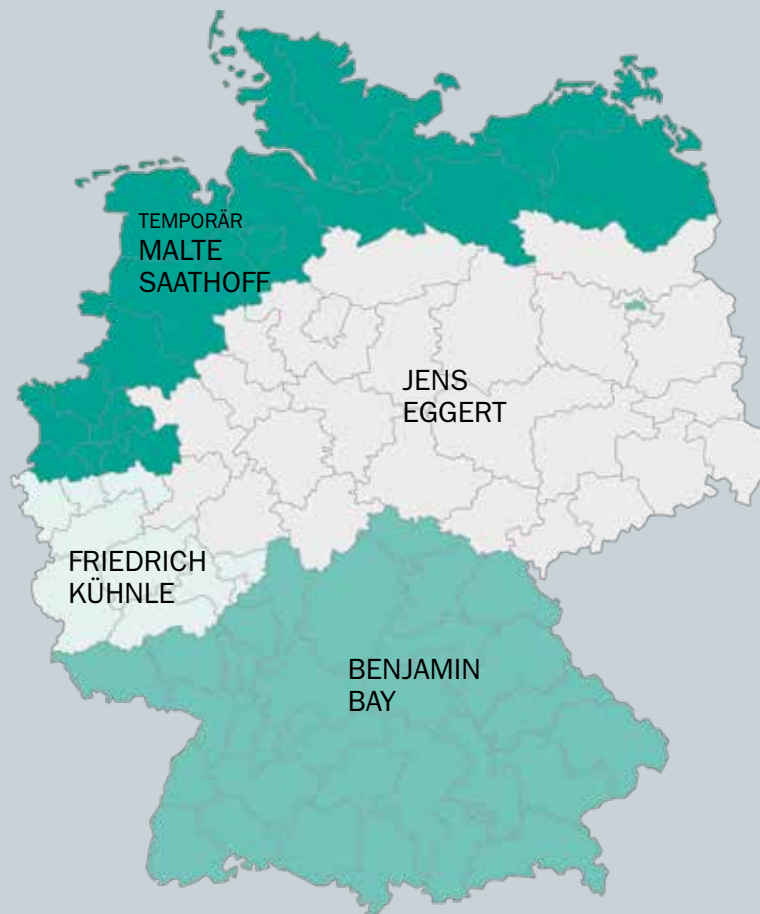 TEMPORÄR
MALTE
SAATHOFF
JENS
EGGERT
FRIEDRICH
KÜHNLE
BENJAMIN
BAY